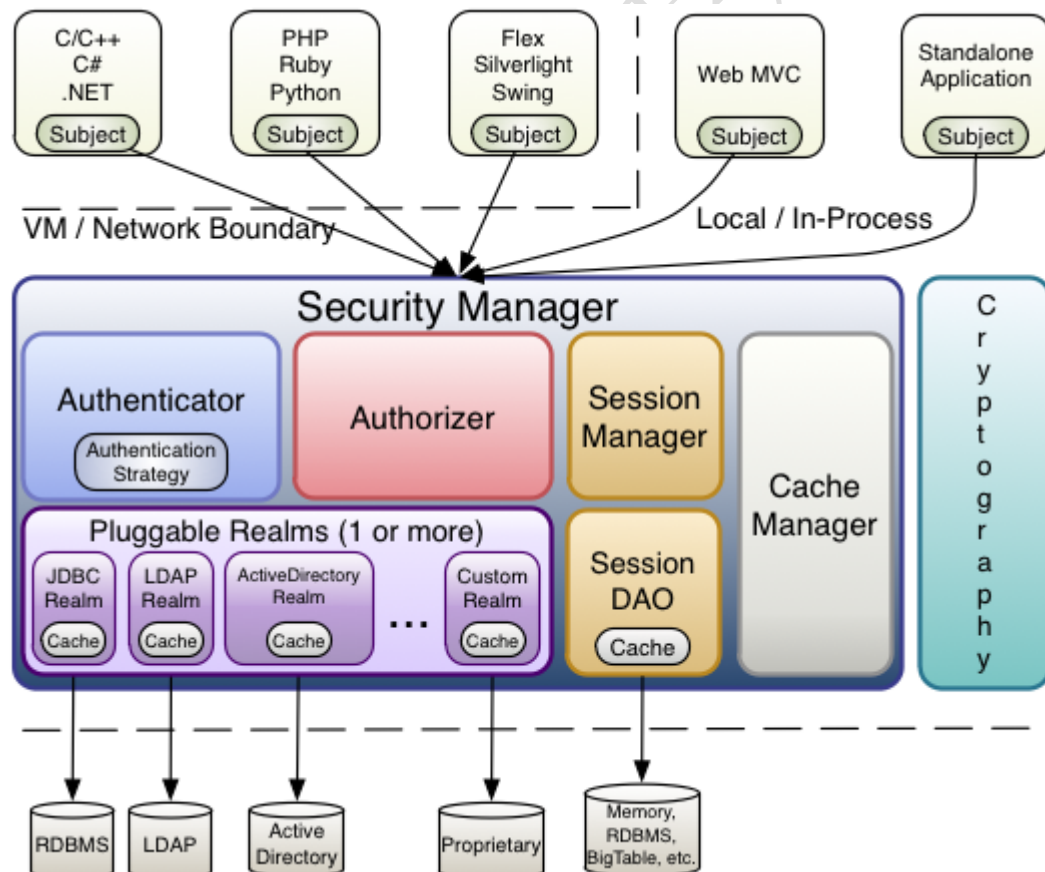 C/C++
C#
.NET
Subject
PHP
Ruby
Python
Subject
Flex
Silverlight
Swing
Subject
Web MVC
Subject
Standalone
Application
Subject
VM / Network Boundary
Local / In-Process
Security Manager
Authenticator
Authentication
Strategy
Authorizer
Session
Manager
Cache
Manager
Cryptography
Pluggable Realms (1 or more)
JDBC
Realm
Cache
LDAP
Realm
Cache
ActiveDirectory
Realm
Cache
...
Custom
Realm
Cache
Session
DAO
Cache
RDBMS
LDAP
Active
Directory
Proprietary
Memory,
RDBMS,
BigTable, etc.